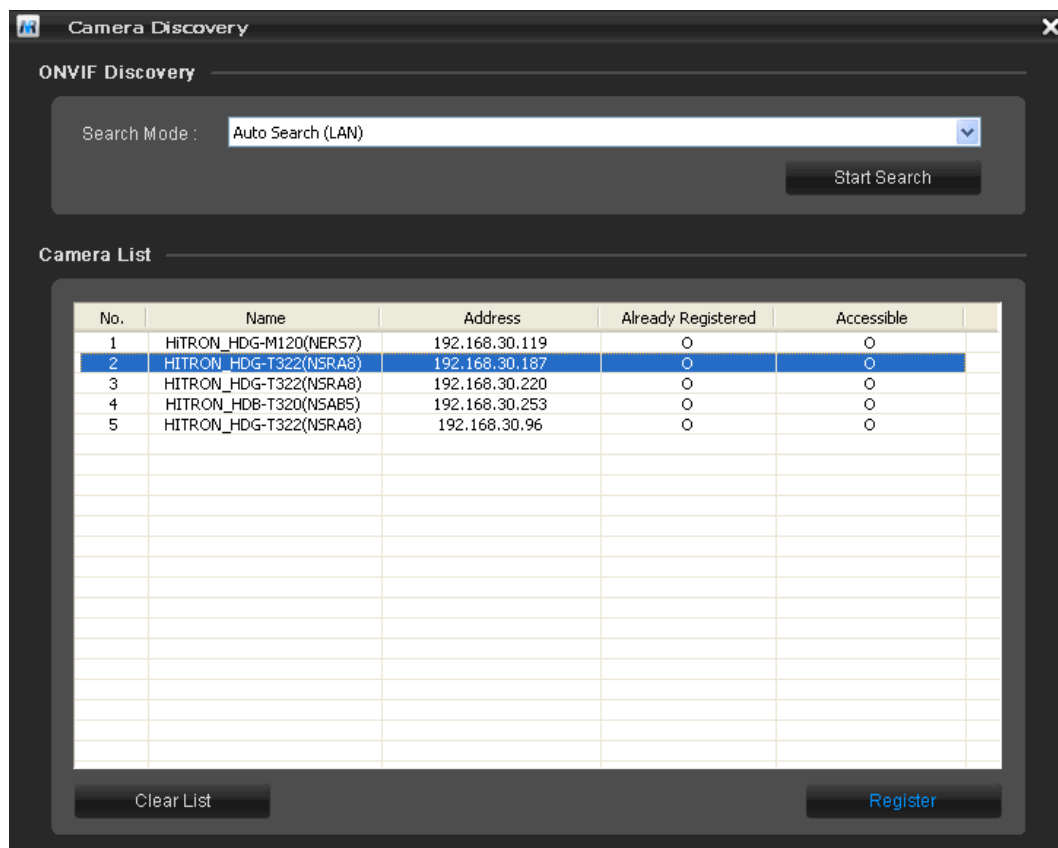 Camera Discovery
ONVIF Discovery
Search Mode : Auto Search (LAN)
Start Search
Camera List
No. Name Address Already Registered Accessible
1 HiTRON_HDG-M120(NERS7) 192.168.30.119 O O
2 HITRON_HDG-T322(NSRA8) 192.168.30.187 O O
3 HITRON_HDG-T322(NSRA8) 192.168.30.220 O O
4 HITRON_HDB-T320(NSAB5) 192.168.30.253 O O
5 HITRON_HDG-T322(NSRA8) 192.168.30.96 O O
Clear List Register